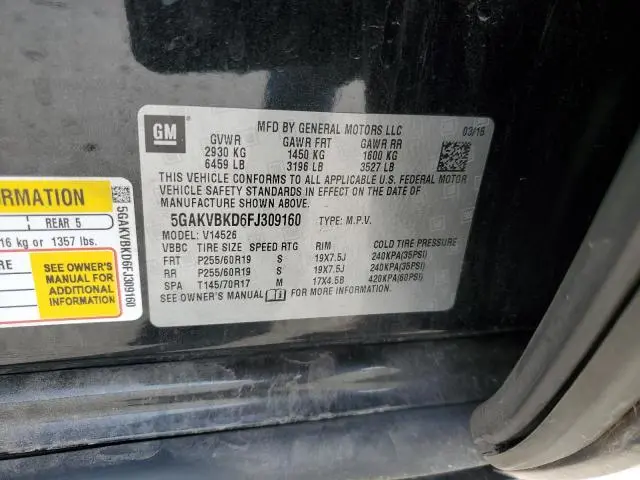 GM
MFD BY GENERAL MOTORS LLC 03/15
GVWR GAWR FRT GAWR RR
2930 KG 1450 KG 1600 KG
6459 LB 3196 LB 3527 LB
THIS VEHICLE CONFORMS TO ALL APPLICABLE U.S. FEDERAL MOTOR
VEHICLE SAFETY STANDARDS IN EFFECT ON THE DATE OF
MANUFACTURE SHOWN ABOVE.
5GAKVBKD6FJ309160 TYPE: M.P.V.
MODEL: V14526
VBBC TIRE SIZE SPEED RTG RIM COLD TIRE PRESSURE
FRT P255/60R19 S 19X7.5J 240KPA(35PSI)
RR P255/60R19 S 19X7.5J 240KPA(35PSI)
SPA T145/70R17 M 17X4.5B 420KPA(60PSI)
SEE OWNER'S MANUAL FOR MORE INFORMATION.
REAR 5
16 kg or 1357 lbs.
SEE OWNER'S
MANUAL FOR
ADDITIONAL
INFORMATION
5GAKVBKD6FJ309160